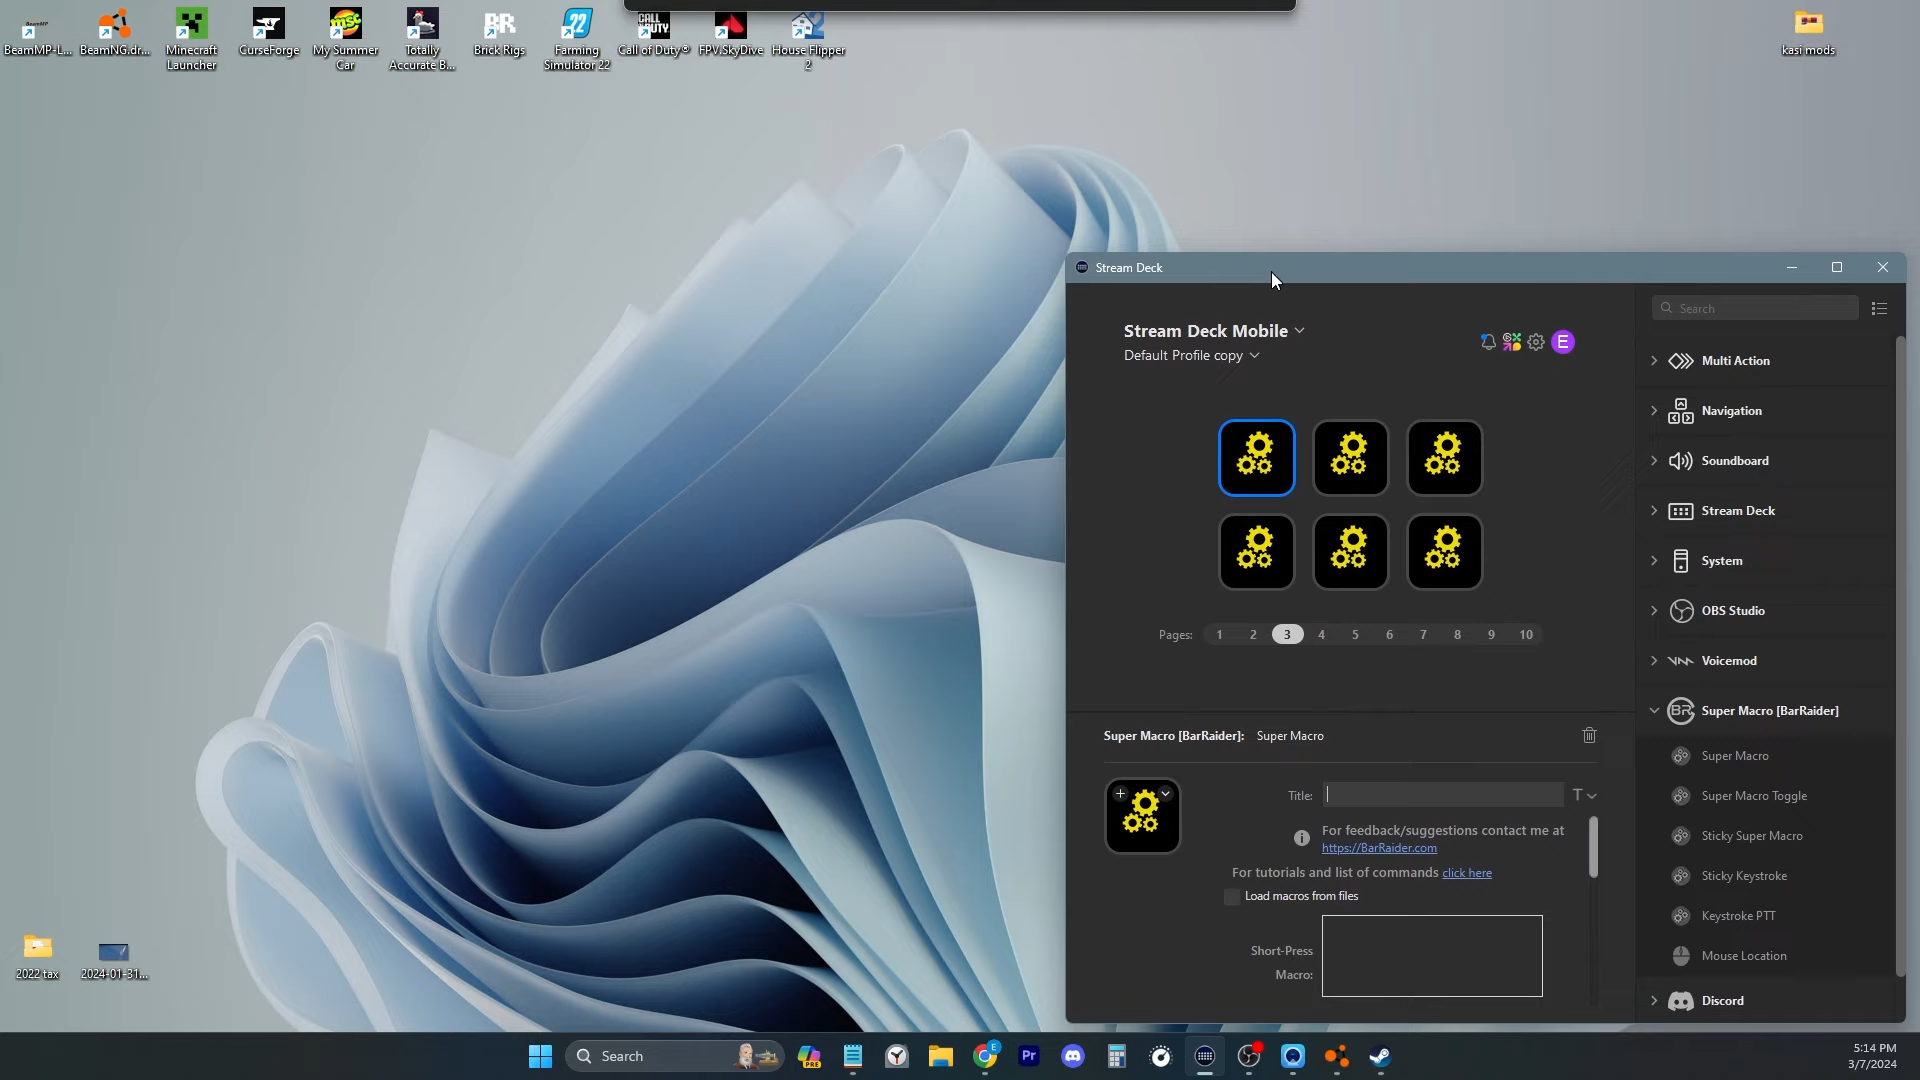 BeamMP-L...
BeamNG.dr...
Minecraft
Launcher
CurseForge
My Summer
Car
Totally
Accurate B...
Brick Rigs
Farming
Simulator 22
Call of Duty®
FPV.SkyDive
House Flipper
2
kasi mods
2022 tax
2024-01-31...
Stream Deck
Stream Deck Mobile
Default Profile copy
E
Search
Pages: 1 2 3 4 5 6 7 8 9 10
Multi Action
Navigation
Soundboard
Stream Deck
System
OBS Studio
Voicemod
Super Macro [BarRaider]
Super Macro
Super Macro Toggle
Sticky Super Macro
Sticky Keystroke
Keystroke PTT
Mouse Location
Discord
Super Macro [BarRaider]: Super Macro
Title:
T
For feedback/suggestions contact me at
https://BarRaider.com
For tutorials and list of commands click here
Load macros from files
Short-Press
Macro:
Search
5:14 PM
3/7/2024